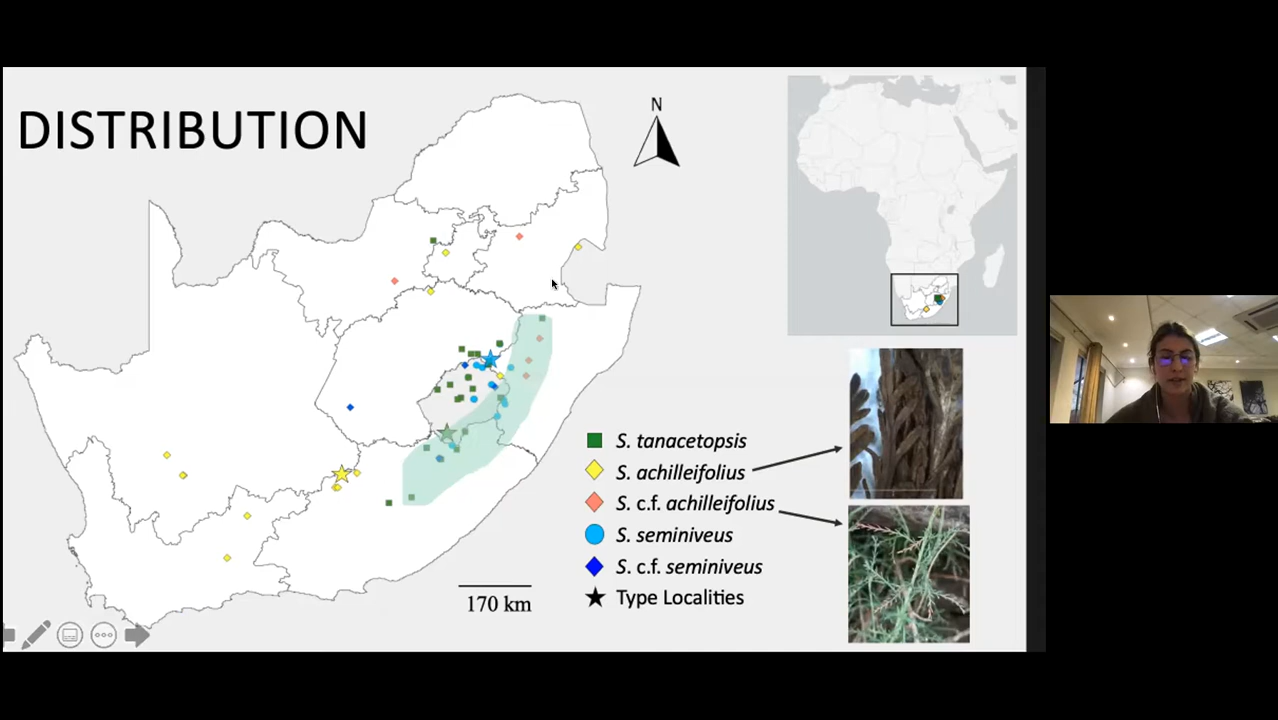 DISTRIBUTION
N
S. tanacetopsis
S. achilleifolius
S. c.f. achilleifolius
S. seminiveus
S. c.f. seminiveus
Type Localities
170 km